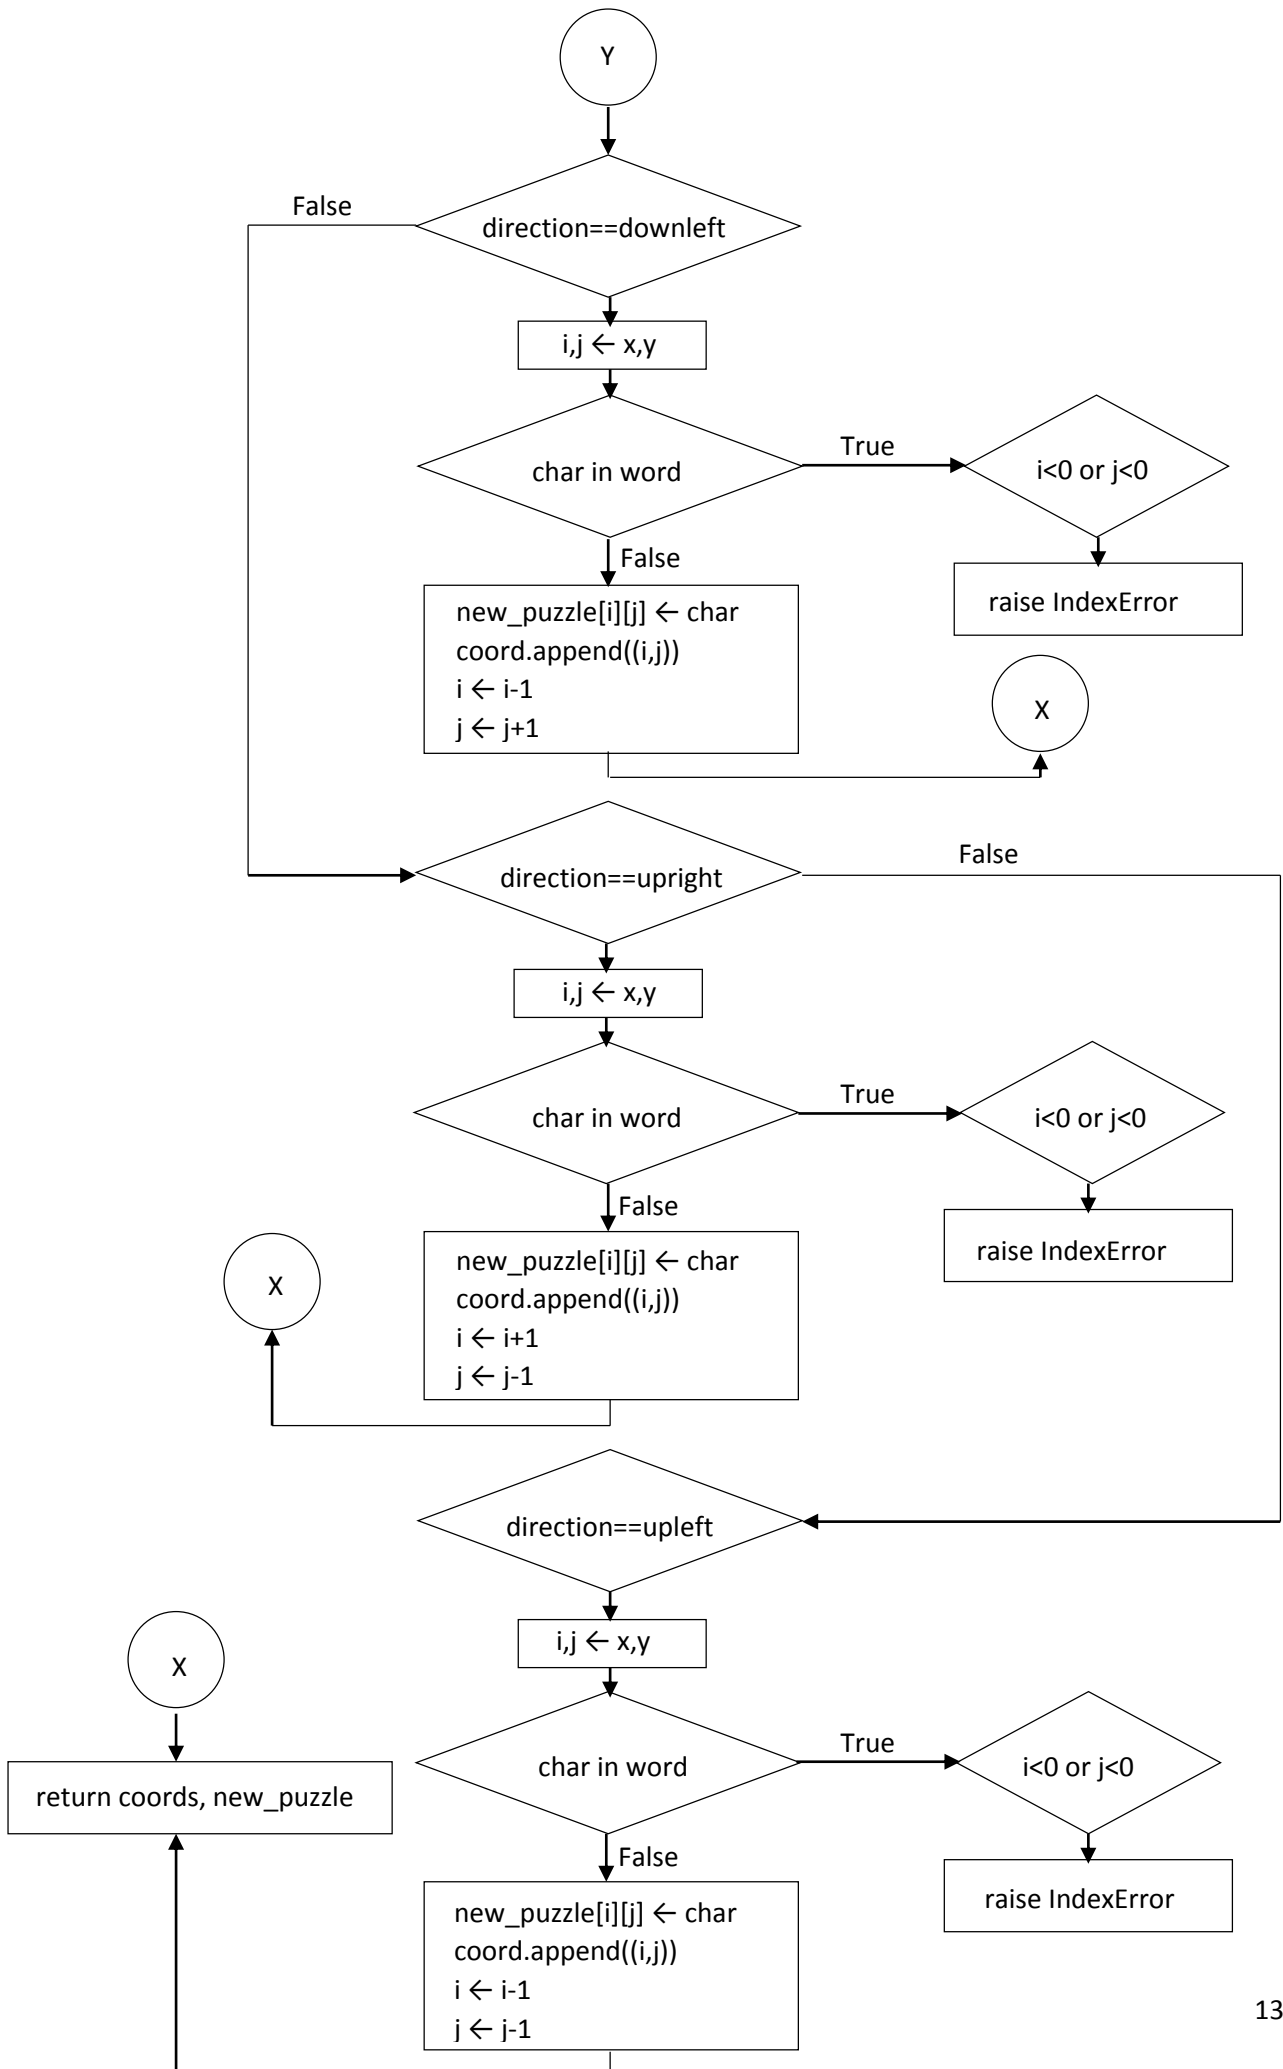 Y
False
direction==downleft
i,j ← x,y
True
char in word
i<0 or j<0
False
new_puzzle[i][j] ← char
coord.append((i,j))
i ← i-1
j ← j+1
raise IndexError
X
False
direction==upright
i,j ← x,y
True
char in word
i<0 or j<0
False
new_puzzle[i][j] ← char
coord.append((i,j))
i ← i+1
j ← j-1
raise IndexError
X
direction==upleft
i,j ← x,y
X
True
char in word
i<0 or j<0
return coords, new_puzzle
False
new_puzzle[i][j] ← char
coord.append((i,j))
i ← i-1
j ← j-1
raise IndexError
13